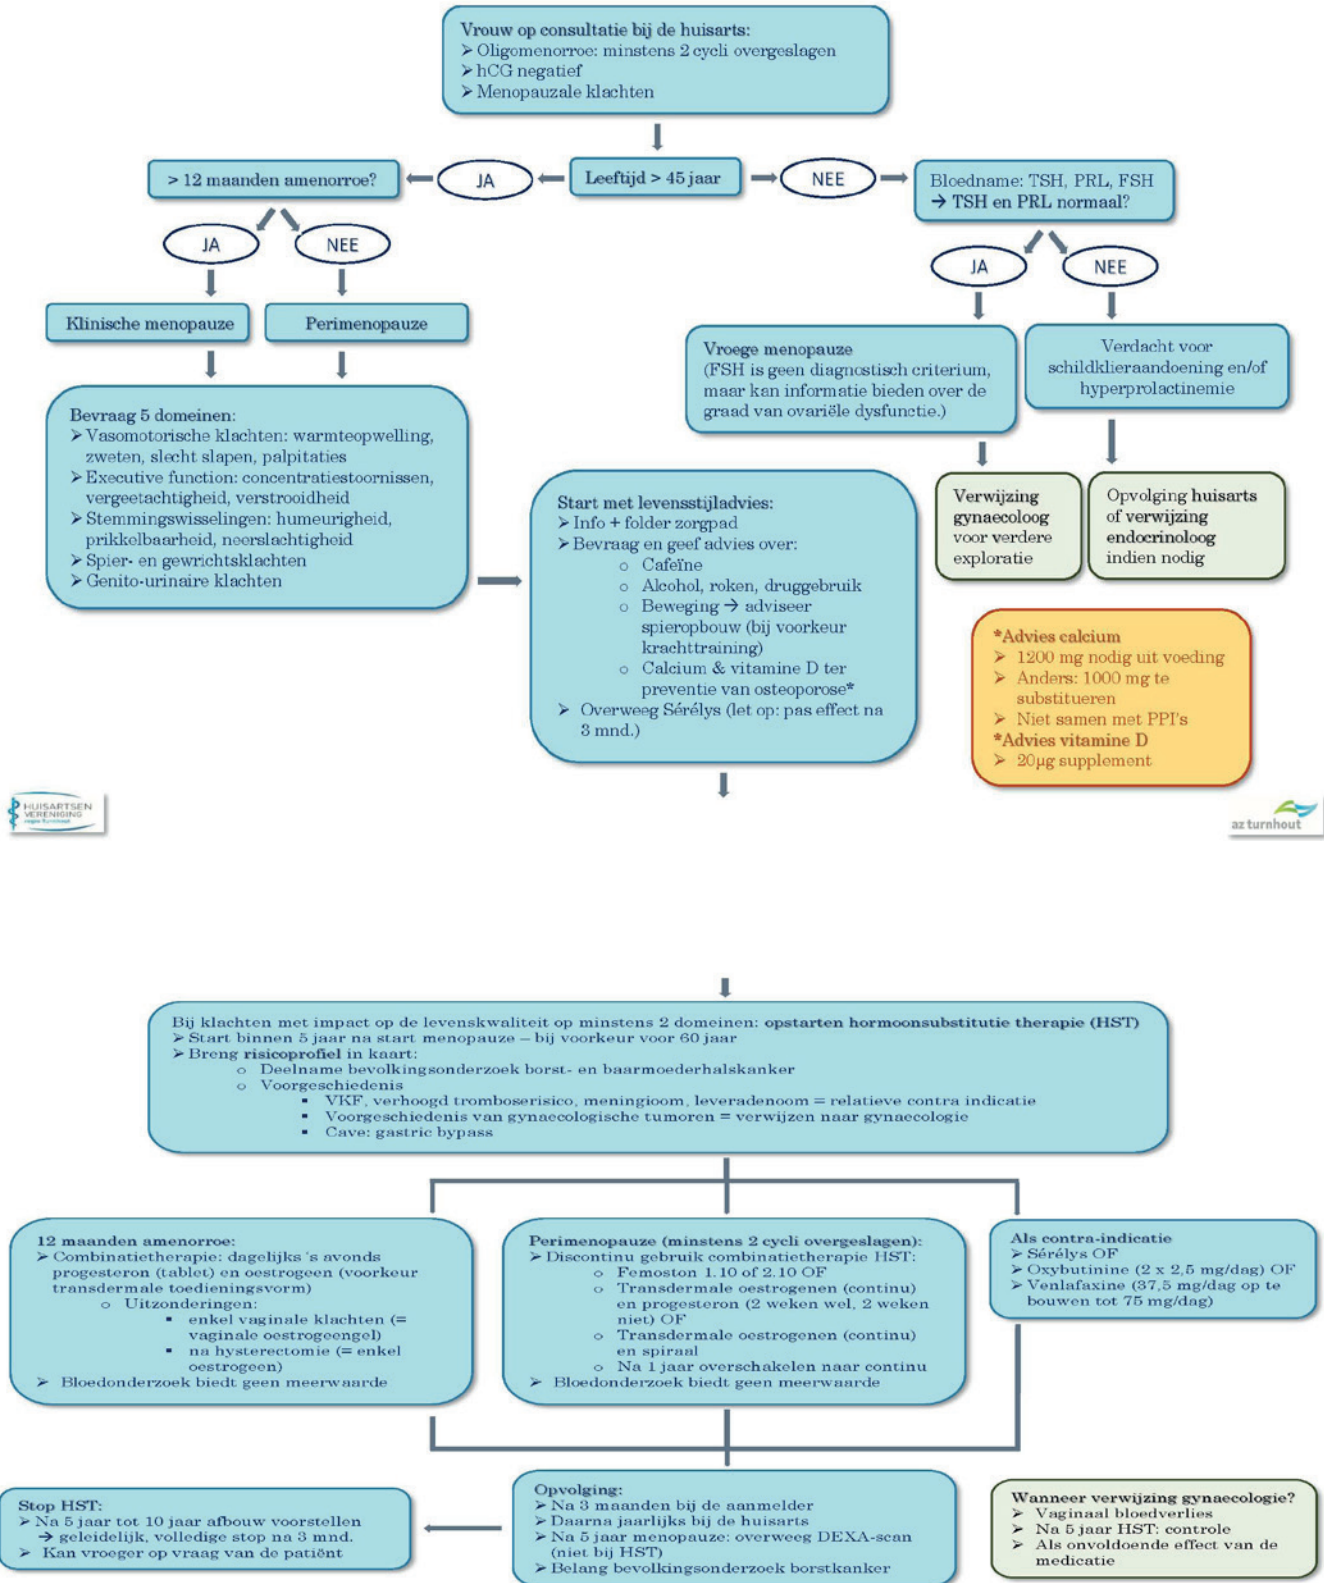 Vrouw op consultatie bij de huisarts:
➢ Oligomenorroe: minstens 2 cycli overgeslagen
➢ hCG negatief
➢ Menopauzale klachten
> 12 maanden amenorroe?
JA
Leeftijd > 45 jaar
NEE
Bloedname: TSH, PRL, FSH
→ TSH en PRL normaal?
JA
NEE
JA
NEE
Klinische menopauze
Perimenopauze
Vroege menopauze
(FSH is geen diagnostisch criterium,
maar kan informatie bieden over de
graad van ovariële dysfunctie.)
Verdacht voor
schildklieraandoening en/of
hyperprolactinemie
Bevraag 5 domeinen:
➢ Vasomotorische klachten: warmteopwelling,
zweten, slecht slapen, palpitaties
➢ Executive function: concentratiestoornissen,
vergeetachtigheid, verstrooidheid
➢ Stemmingswisselingen: humeurigheid,
prikkelbaarheid, neerslachtigheid
➢ Spier- en gewrichtsklachten
➢ Genito-urinaire klachten
Start met levensstijladvies:
➢ Info + folder zorgpad
➢ Bevraag en geef advies over:
o Cafeïne
o Alcohol, roken, druggebruik
o Beweging → adviseer
spieropbouw (bij voorkeur
krachttraining)
o Calcium & vitamine D ter
preventie van osteoporose*
➢ Overweeg Sérélys (let op: pas effect na
3 mnd.)
Verwijzing
gynaecoloog
voor verdere
exploratie
Opvolging huisarts
of verwijzing
endocrinoloog
indien nodig
*Advies calcium
➢ 1200 mg nodig uit voeding
➢ Anders: 1000 mg te
substitueren
➢ Niet samen met PPI's
*Advies vitamine D
➢ 20µg supplement
HUISARTSEN
VERENIGING
regio Turnhout
az turnhout
Bij klachten met impact op de levenskwaliteit op minstens 2 domeinen: opstarten hormoonsubstitutie therapie (HST)
➢ Start binnen 5 jaar na start menopauze – bij voorkeur voor 60 jaar
➢ Breng risicoprofiel in kaart:
o Deelname bevolkingsonderzoek borst- en baarmoederhalskanker
o Voorgeschiedenis
▪ VKF, verhoogd tromboserisico, meningioom, leveradenoom = relatieve contra indicatie
▪ Voorgeschiedenis van gynaecologische tumoren = verwijzen naar gynaecologie
▪ Cave: gastric bypass
12 maanden amenorroe:
➢ Combinatietherapie: dagelijks 's avonds
progesteron (tablet) en oestrogeen (voorkeur
transdermale toedieningsvorm)
o Uitzonderingen:
▪ enkel vaginale klachten (=
vaginale oestrogeengel)
▪ na hysterectomie (= enkel
oestrogeen)
➢ Bloedonderzoek biedt geen meerwaarde
Perimenopauze (minstens 2 cycli overgeslagen):
➢ Discontinu gebruik combinatietherapie HST:
o Femoston 1.10 of 2.10 OF
o Transdermale oestrogenen (continu)
en progesteron (2 weken wel, 2 weken
niet) OF
o Transdermale oestrogenen (continu)
en spiraal
o Na 1 jaar overschakelen naar continu
➢ Bloedonderzoek biedt geen meerwaarde
Als contra-indicatie
➢ Sérélys OF
➢ Oxybutinine (2 x 2,5 mg/dag) OF
➢ Venlafaxine (37,5 mg/dag op te
bouwen tot 75 mg/dag)
Stop HST:
➢ Na 5 jaar tot 10 jaar afbouw voorstellen
→ geleidelijk, volledige stop na 3 mnd.
➢ Kan vroeger op vraag van de patiënt
Opvolging:
➢ Na 3 maanden bij de aanmelder
➢ Daarna jaarlijks bij de huisarts
➢ Na 5 jaar menopauze: overweeg DEXA-scan
(niet bij HST)
➢ Belang bevolkingsonderzoek borstkanker
Wanneer verwijzing gynaecologie?
➢ Vaginaal bloedverlies
➢ Na 5 jaar HST: controle
➢ Als onvoldoende effect van de
medicatie